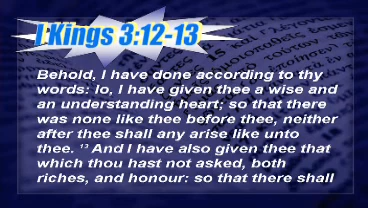 I Kings 3:12-13
Behold, I have done according to thy
words: lo, I have given thee a wise and
an understanding heart; so that there
was none like thee before thee, neither
after thee shall any arise like unto
thee. ¹³ And I have also given thee that
which thou hast not asked, both
riches, and honour: so that there shall